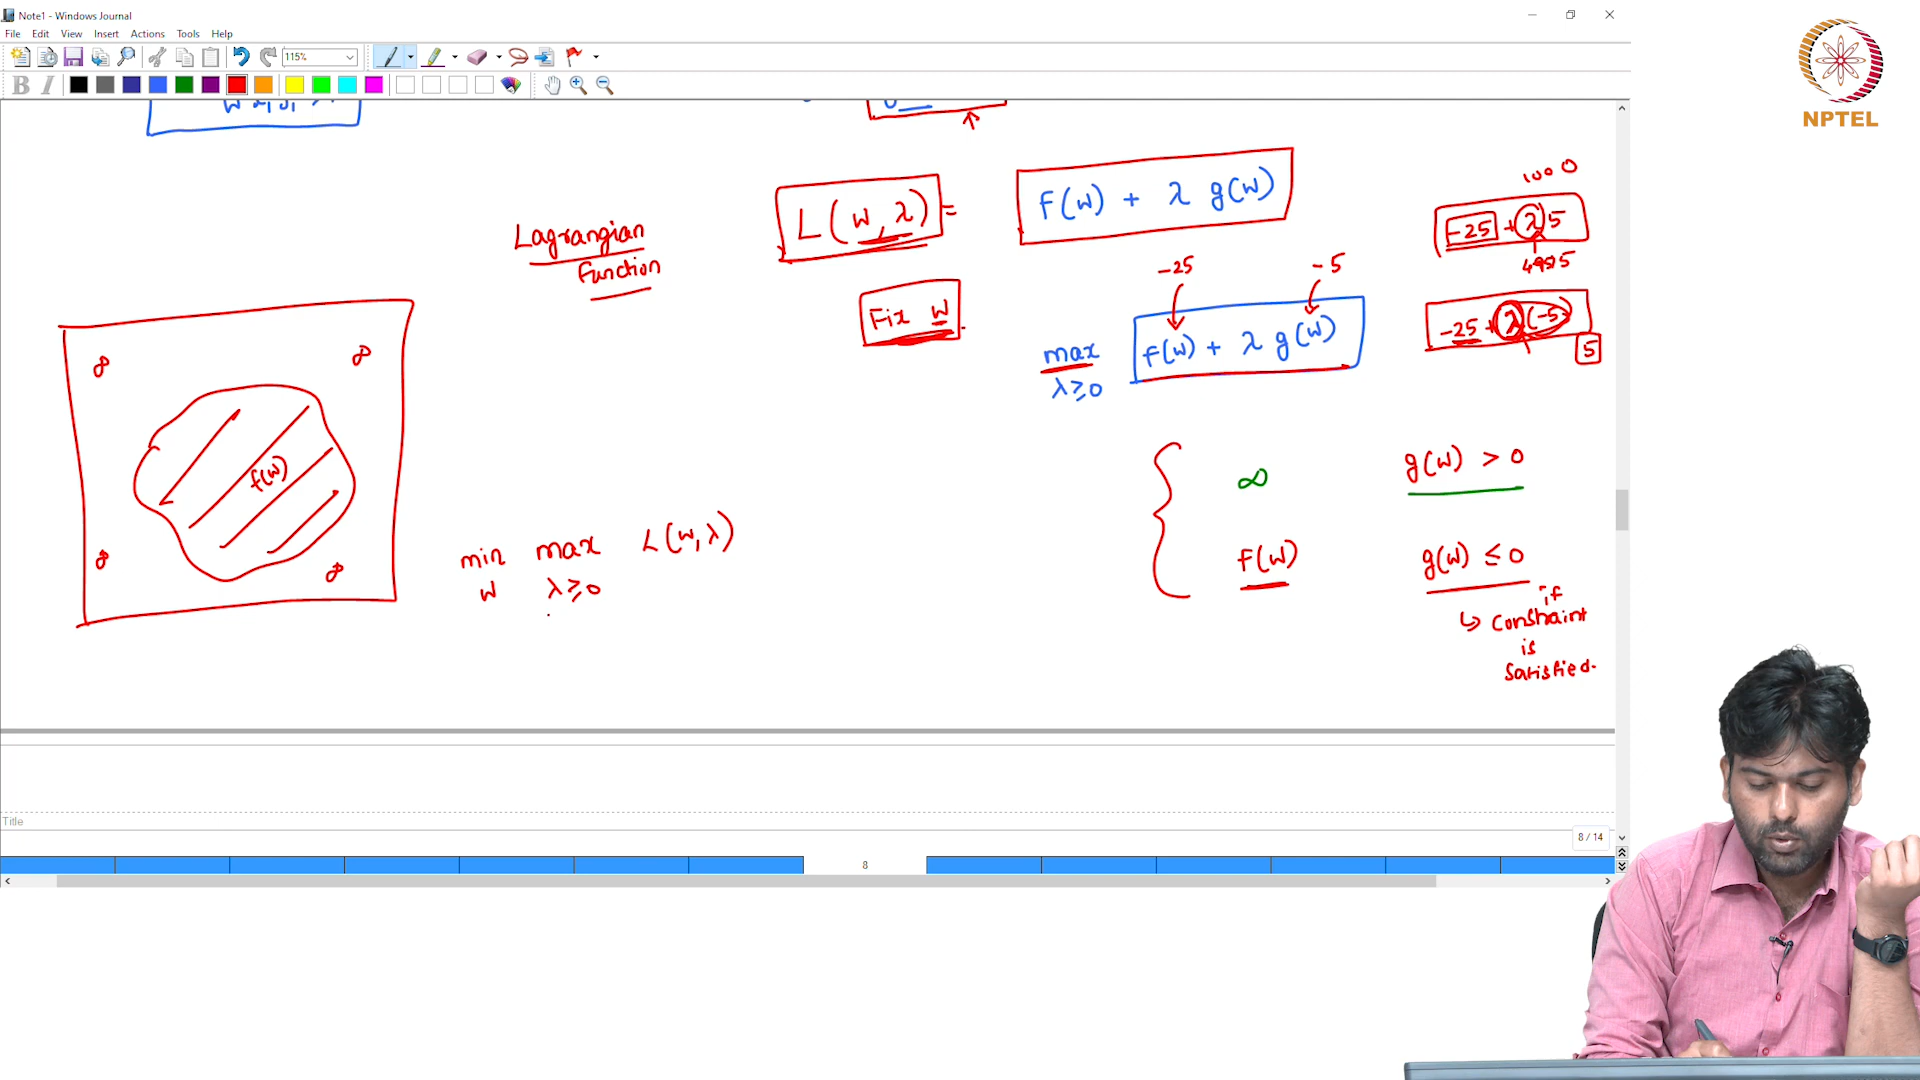 Note1 - Windows Journal
File Edit View Insert Actions Tools Help
115%
B I
L(w, λ) = f(w) + λ g(w)
Lagrangian
Function
1000
-25 + λ 5
-25
-5
Fix w.
max f(w) + λ g(w)
λ ≥ 0
-25 + λ (-5)
5
∞ ∞
f(w)
∞ ∞
∞ g(w) > 0
f(w) g(w) ≤ 0
min max L(w, λ)
w λ ≥ 0
if
↳ Constraint
is
Satisfied.
Title
8 / 14
8
NPTEL